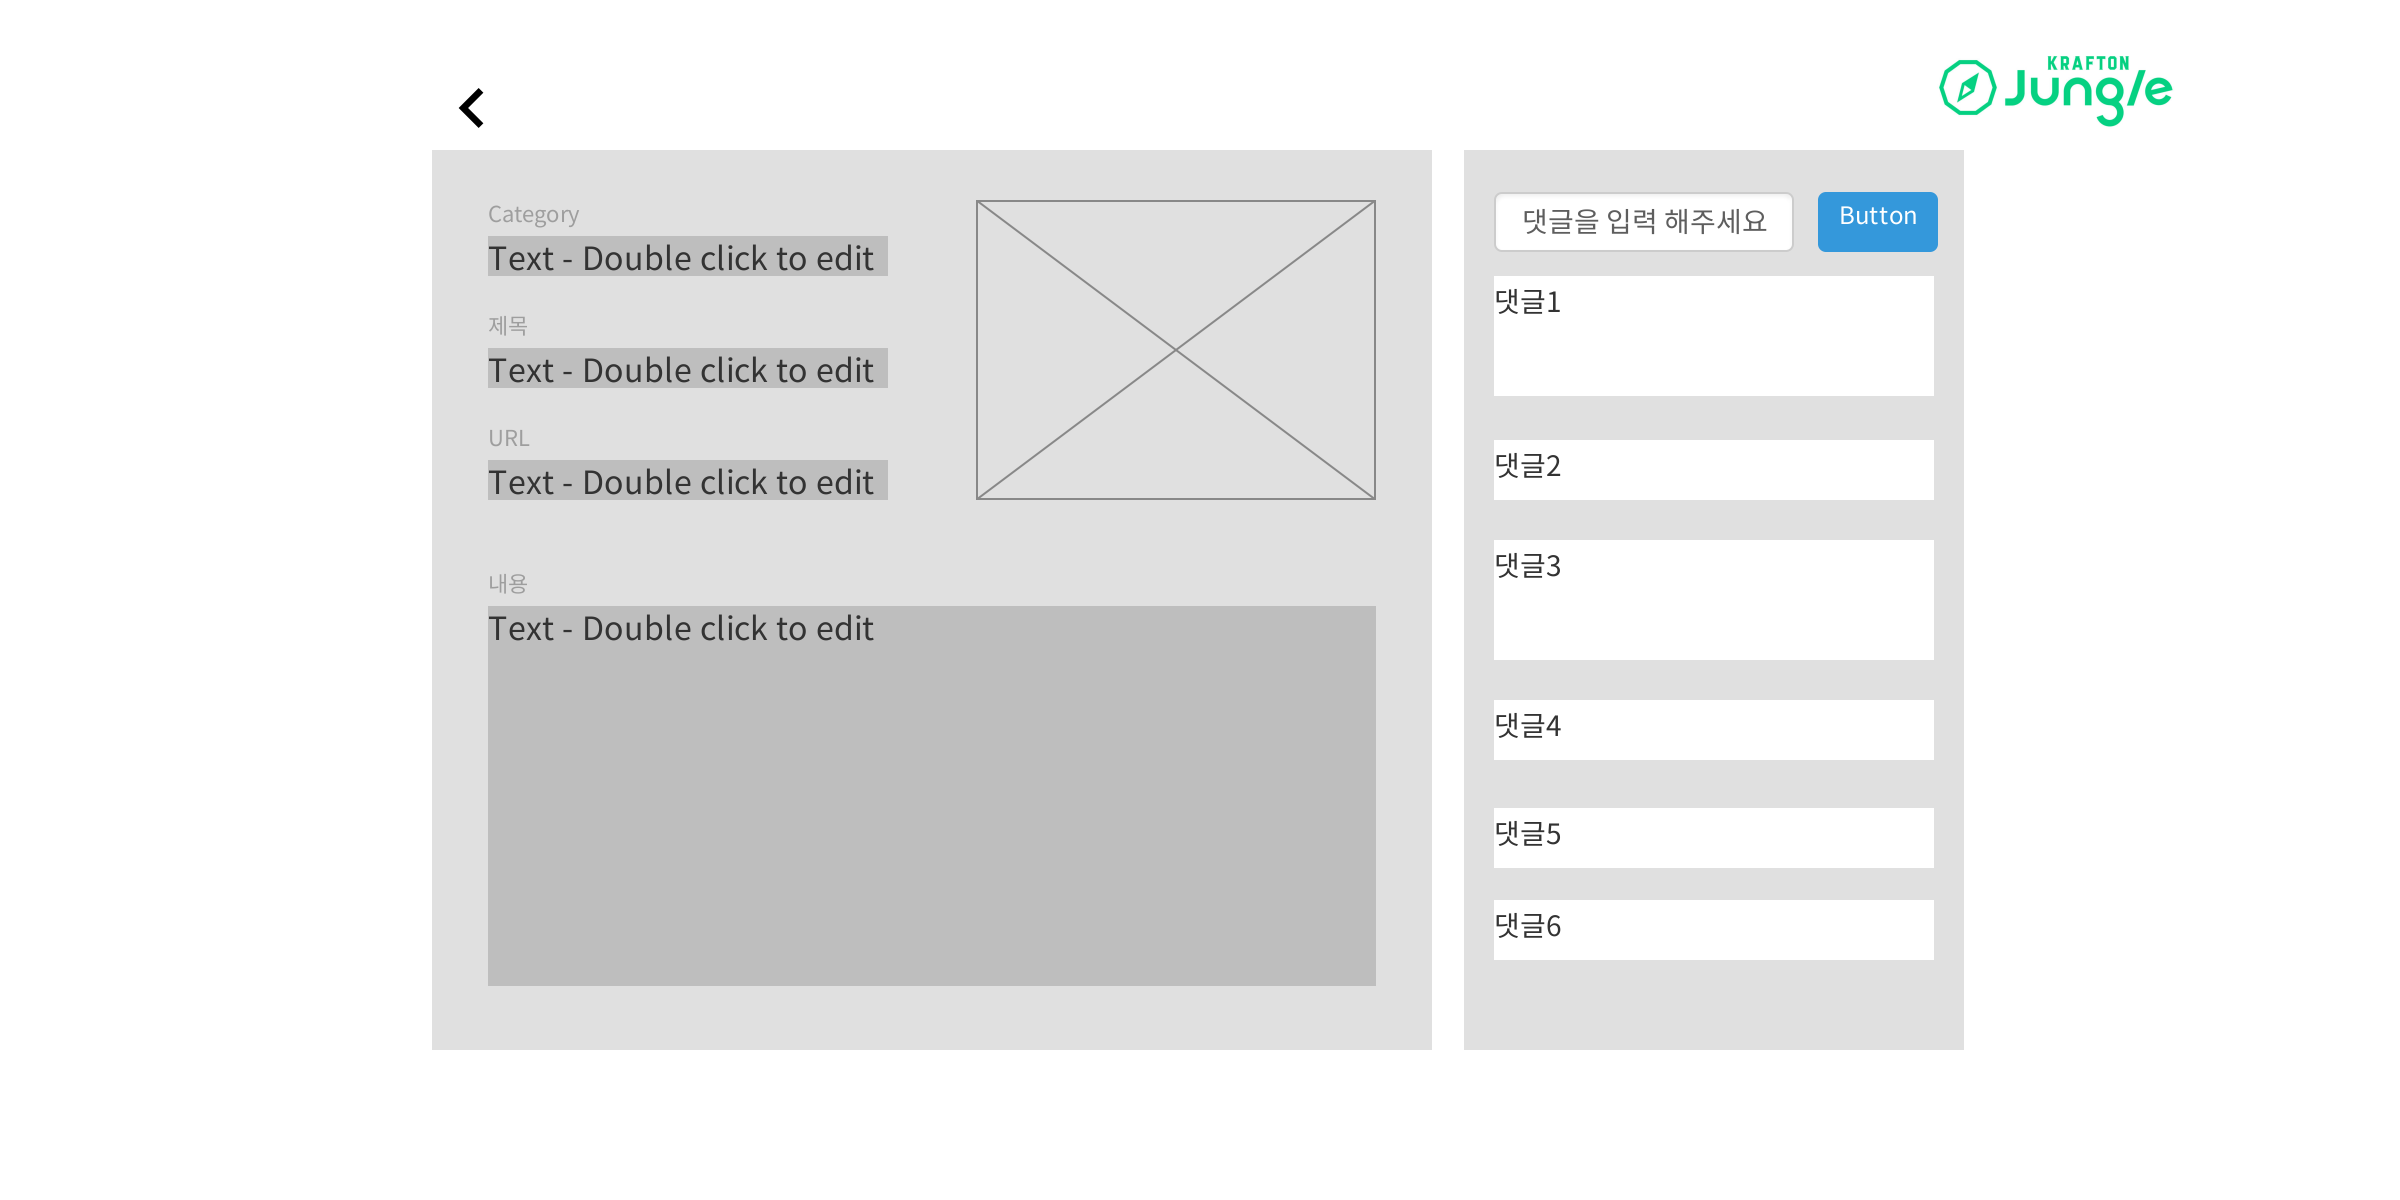 KRAFTON
Jungle
Category
Text - Double click to edit
제목
Text - Double click to edit
URL
Text - Double click to edit
내용
Text - Double click to edit
댓글을 입력 해주세요
Button
댓글1
댓글2
댓글3
댓글4
댓글5
댓글6